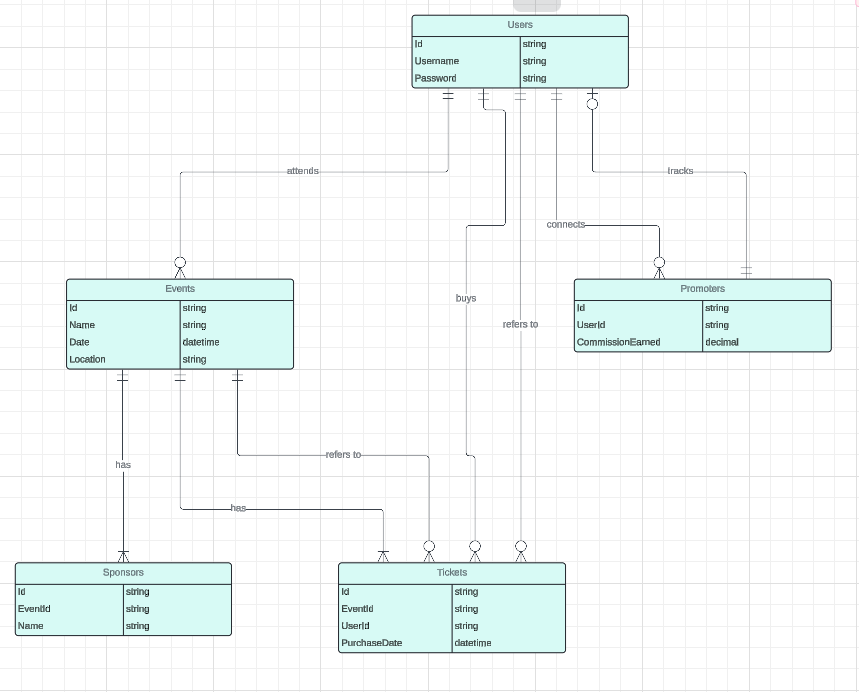 Users
Id string
Username string
Password string
attends
tracks
connects
Events
Id string
Name string
Date datetime
Location string
Promoters
Id string
UserId string
CommissionEarned decimal
buys
refers to
refers to
has
has
Sponsors
Id string
EventId string
Name string
Tickets
Id string
EventId string
UserId string
PurchaseDate datetime